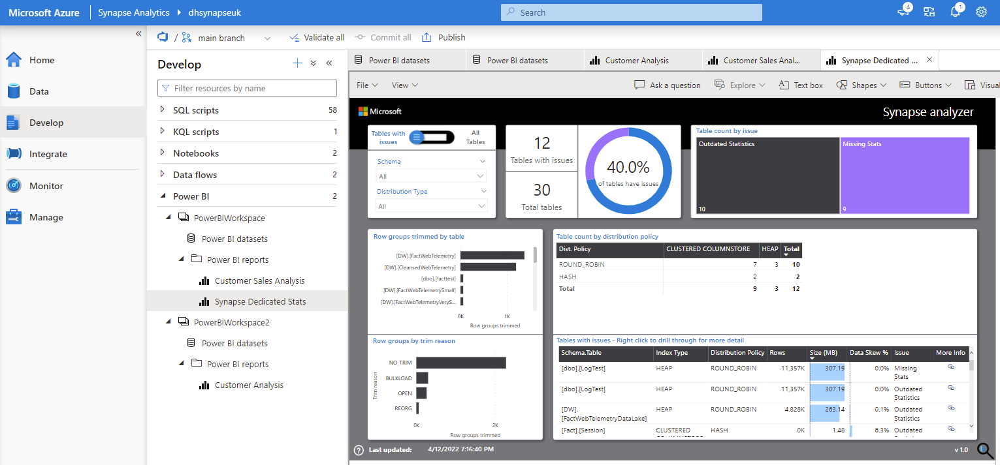 Microsoft Azure
Synapse Analytics
dhsynapseuk
Search
4
1
/ main branch
Validate all
Commit all
Publish
Home
Data
Develop
Integrate
Monitor
Manage
Develop
Filter resources by name
SQL scripts 58
KQL scripts 1
Notebooks 2
Data flows 2
Power BI 2
PowerBIWorkspace
Power BI datasets
Power BI reports
Customer Sales Analysis
Synapse Dedicated Stats
PowerBIWorkspace2
Power BI datasets
Power BI reports
Customer Analysis
Power BI datasets
Power BI datasets
Customer Analysis
Customer Sales Anal...
Synapse Dedicated ...
File
View
Ask a question
Explore
Text box
Shapes
Buttons
Visual
Microsoft
Synapse analyzer
Tables with
issues
All
Tables
Schema
All
Distribution Type
All
12
Tables with issues
30
Total tables
40.0%
of tables have issues
Table count by issue
Outdated Statistics
10
Missing Stats
9
Row groups trimmed by table
[DW].[FactWebTelemetry]
[DW].[CleansedWebTelemetry]
[dbo].[facttest]
[DW].[FactWebTelemetrySmall]
[DW].[FactWebTelemetryVeryS...
0K 1K
Row groups trimmed
Table count by distribution policy
Dist. Policy CLUSTERED COLUMNSTORE HEAP Total
ROUND_ROBIN 7 3 10
HASH 2 2
Total 9 3 12
Row groups by trim reason
Trim reason
NO_TRIM
BULKLOAD
OPEN
REORG
0K 2K
Row groups trimmed
Tables with issues - Right click to drill through for more detail
Schema.Table Index Type Distribution Policy Rows Size (MB) Data Skew % Issue More Info
[dbo].[LogTest] HEAP ROUND_ROBIN 11,357K 307.19 0.0% Missing
Stats
[dbo].[LogTest] HEAP ROUND_ROBIN 11,357K 307.19 0.0% Outdated
Statistics
[DW]. HEAP ROUND_ROBIN 4,828K 263.14 0.1% Outdated
[FactWebTelemetryDataLake] Statistics
[Fact].[Session] CLUSTERED HASH 0K 1.48 6.3% Outdated
Last updated: 4/12/2022 7:16:40 PM
v 1.0